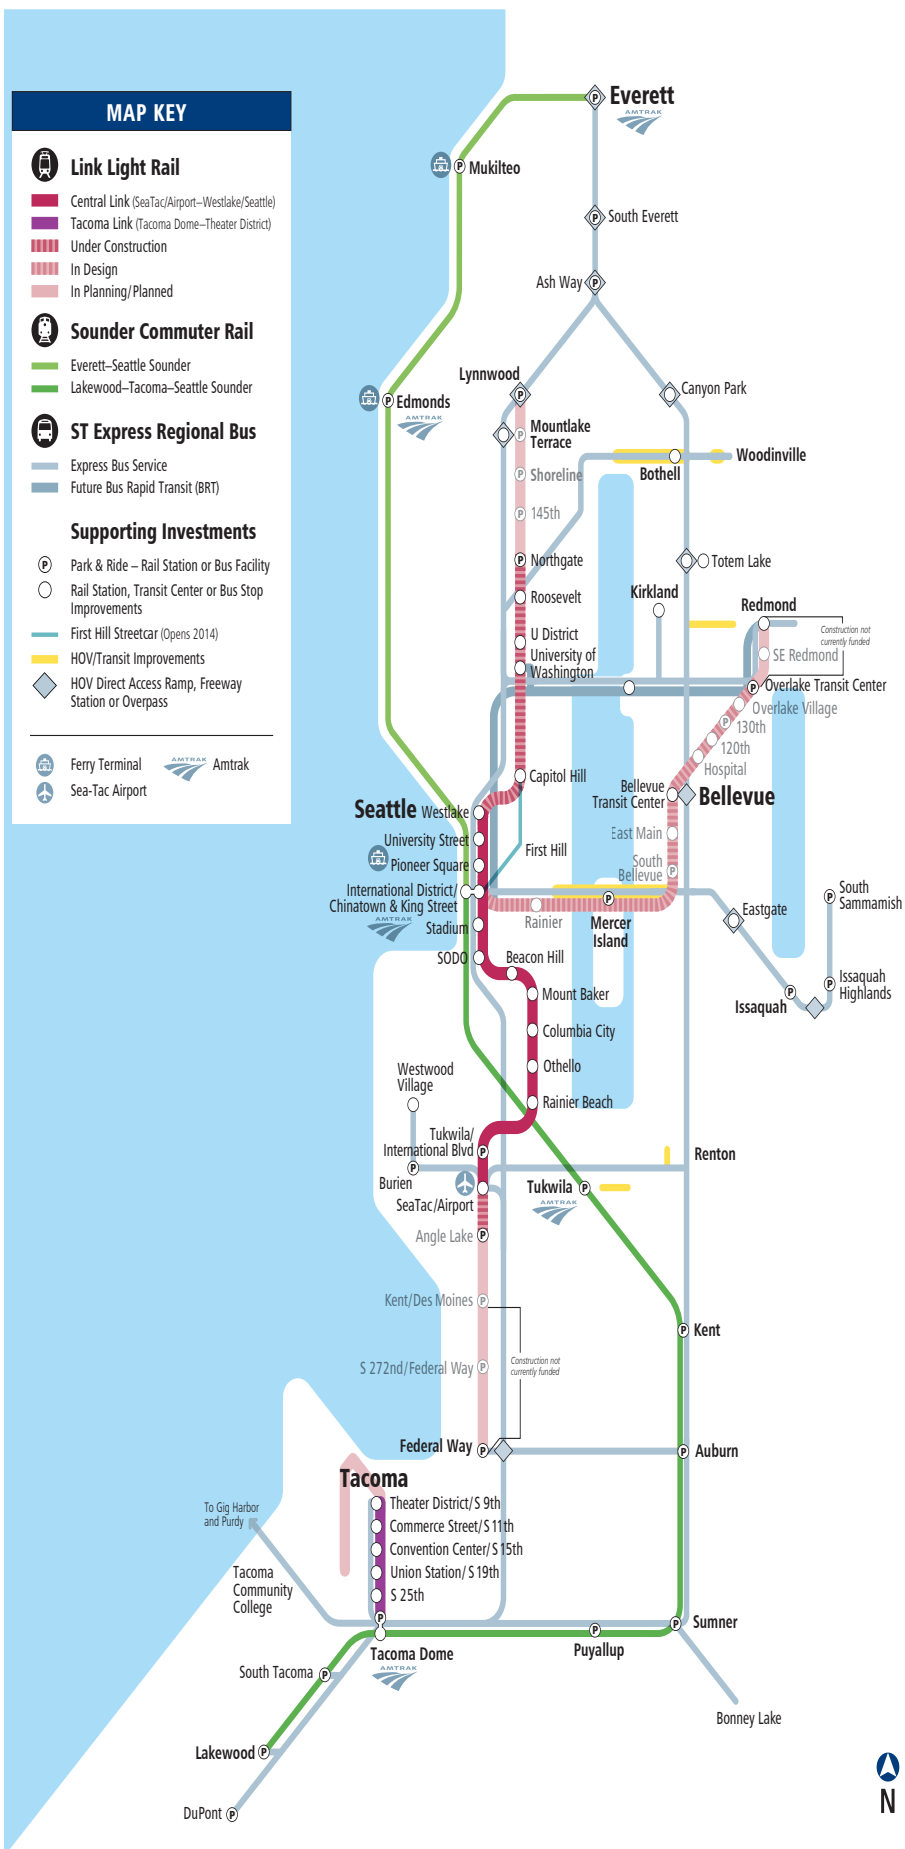 MAP KEY
Link Light Rail
Central Link (SeaTac/Airport–Westlake/Seattle)
Tacoma Link (Tacoma Dome–Theater District)
Under Construction
In Design
In Planning/Planned
Sounder Commuter Rail
Everett–Seattle Sounder
Lakewood–Tacoma–Seattle Sounder
ST Express Regional Bus
Express Bus Service
Future Bus Rapid Transit (BRT)
Supporting Investments
P
Park & Ride – Rail Station or Bus Facility
Rail Station, Transit Center or Bus Stop
Improvements
First Hill Streetcar (Opens 2014)
HOV/Transit Improvements
HOV Direct Access Ramp, Freeway
Station or Overpass
Ferry Terminal
AMTRAK
Amtrak
Sea-Tac Airport
P
Everett
AMTRAK
P
Mukilteo
P
South Everett
Ash Way
P
Lynnwood
P
Canyon Park
P
Edmonds
AMTRAK
P
Mountlake
Terrace
P
Shoreline
Bothell
Woodinville
P
145th
P
Northgate
Totem Lake
Roosevelt
Kirkland
Redmond
Construction not
currently funded
U District
University of
Washington
SE Redmond
P
Overlake Transit Center
Overlake Village
P
130th
120th
Hospital
Capitol Hill
Bellevue
Transit Center
Bellevue
Seattle
Westlake
University Street
East Main
First Hill
Pioneer Square
South
Bellevue
P
International District/
Chinatown & King Street
AMTRAK
Stadium
Rainier
P
Mercer
Island
Eastgate
P
South
Sammamish
SODO
Beacon Hill
Mount Baker
P
Issaquah
P
Issaquah
Highlands
Columbia City
Othello
Westwood
Village
Rainier Beach
Tukwila/
International Blvd
P
Renton
P
Burien
SeaTac/Airport
Tukwila
P
AMTRAK
Angle Lake
P
Kent/Des Moines
P
P
Kent
S 272nd/Federal Way
P
Construction not
currently funded
Federal Way
P
P
Auburn
Tacoma
Theater District/S 9th
To Gig Harbor
and Purdy
Commerce Street/S 11th
Convention Center/S 15th
Union Station/S 19th
Tacoma
Community
College
S 25th
P
P
Sumner
P
Puyallup
Tacoma Dome
AMTRAK
South Tacoma
P
Bonney Lake
Lakewood
P
DuPont
P
N